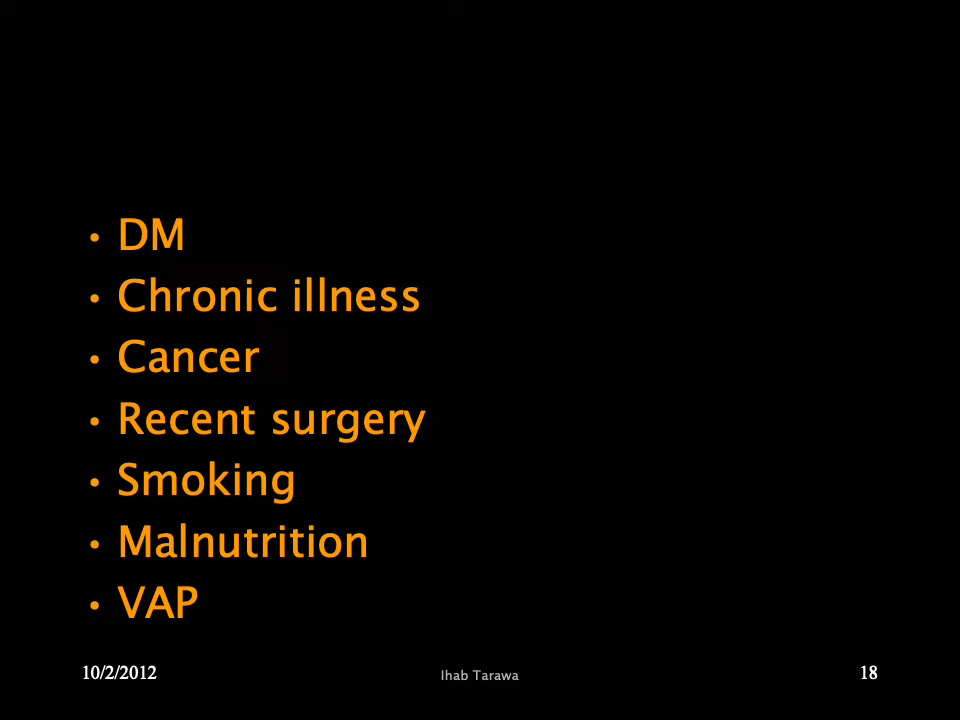 • DM
• Chronic illness
• Cancer
• Recent surgery
• Smoking
• Malnutrition
• VAP
10/2/2012 Ihab Tarawa 18